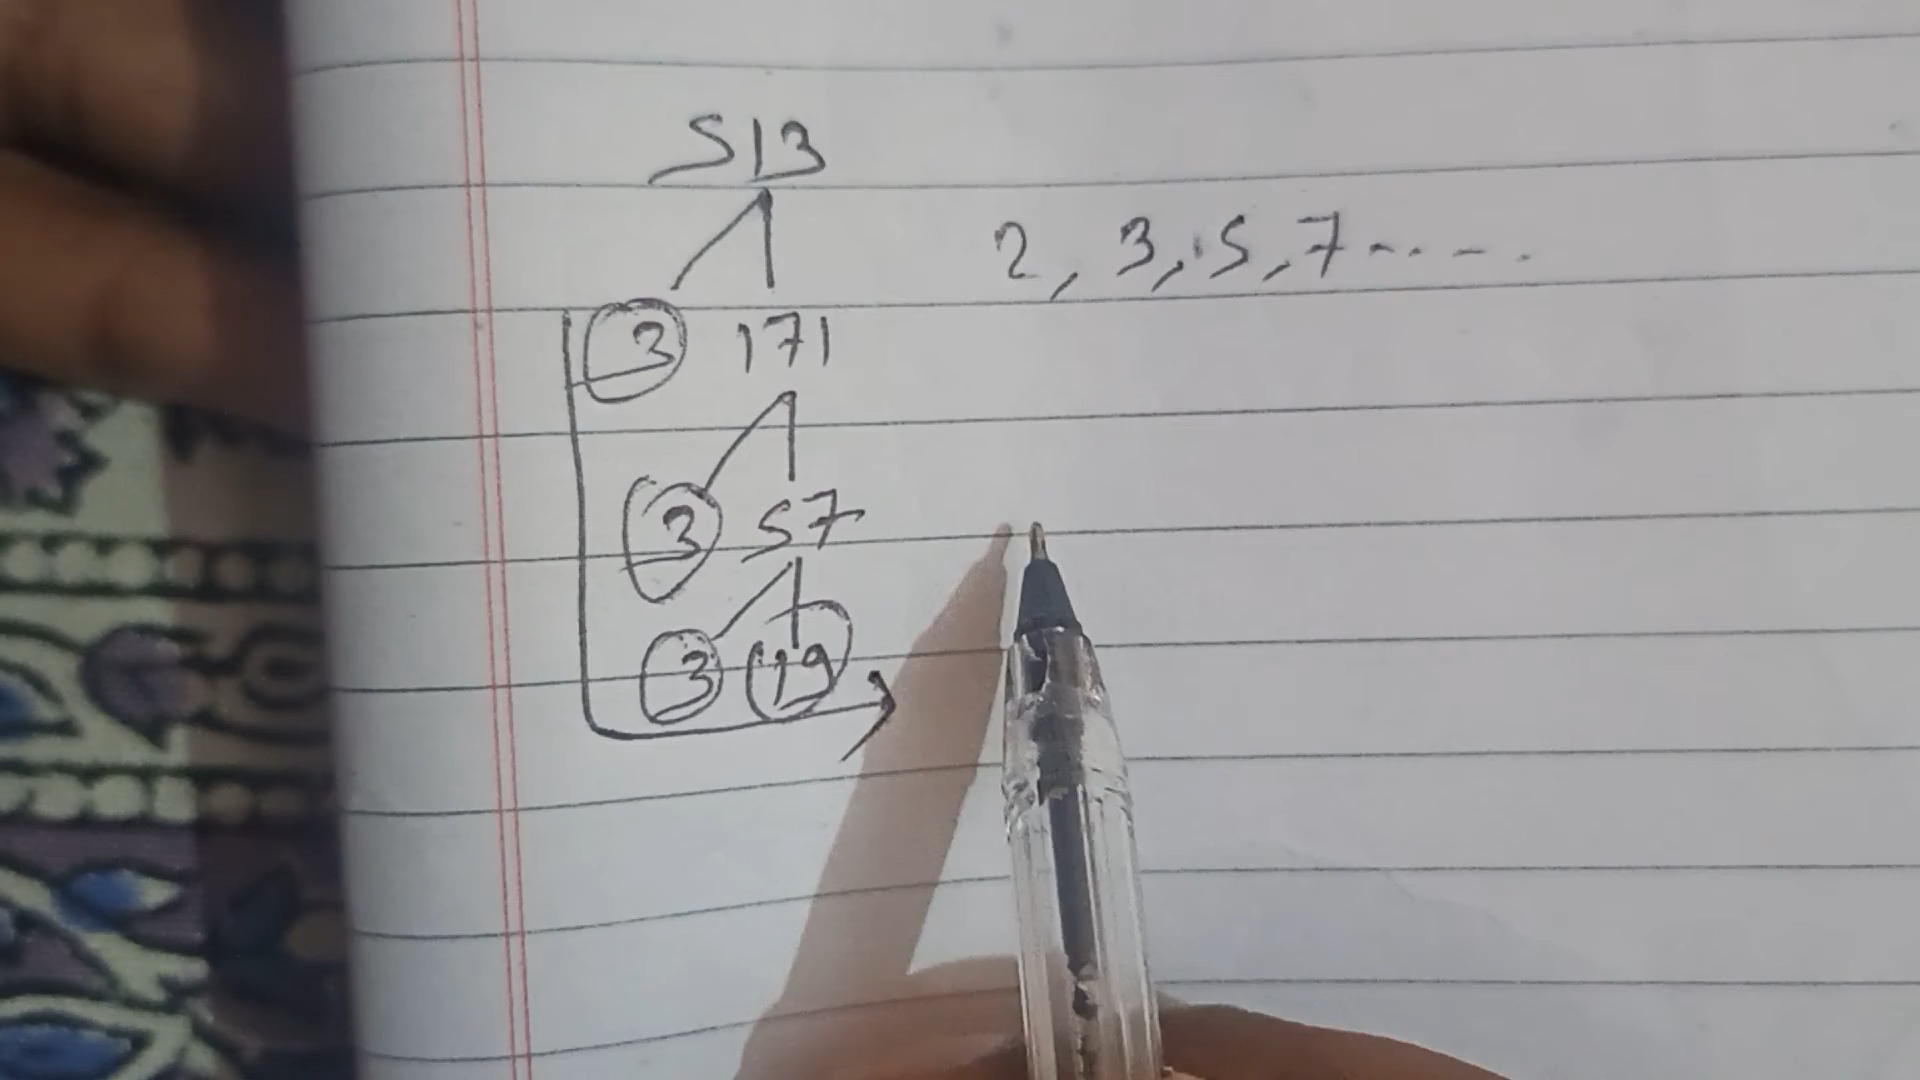 513
2, 3, 5, 7.....
3 171
3 57
3 19